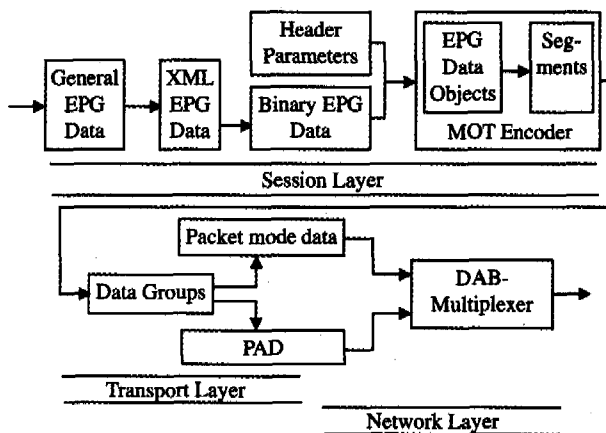 General
EPG
Data
XML
EPG
Data
Header
Parameters
Binary EPG
Data
EPG
Data
Objects
Seg-
ments
MOT Encoder
Session Layer
Packet mode data
Data Groups
PAD
DAB-
Multiplexer
Transport Layer
Network Layer